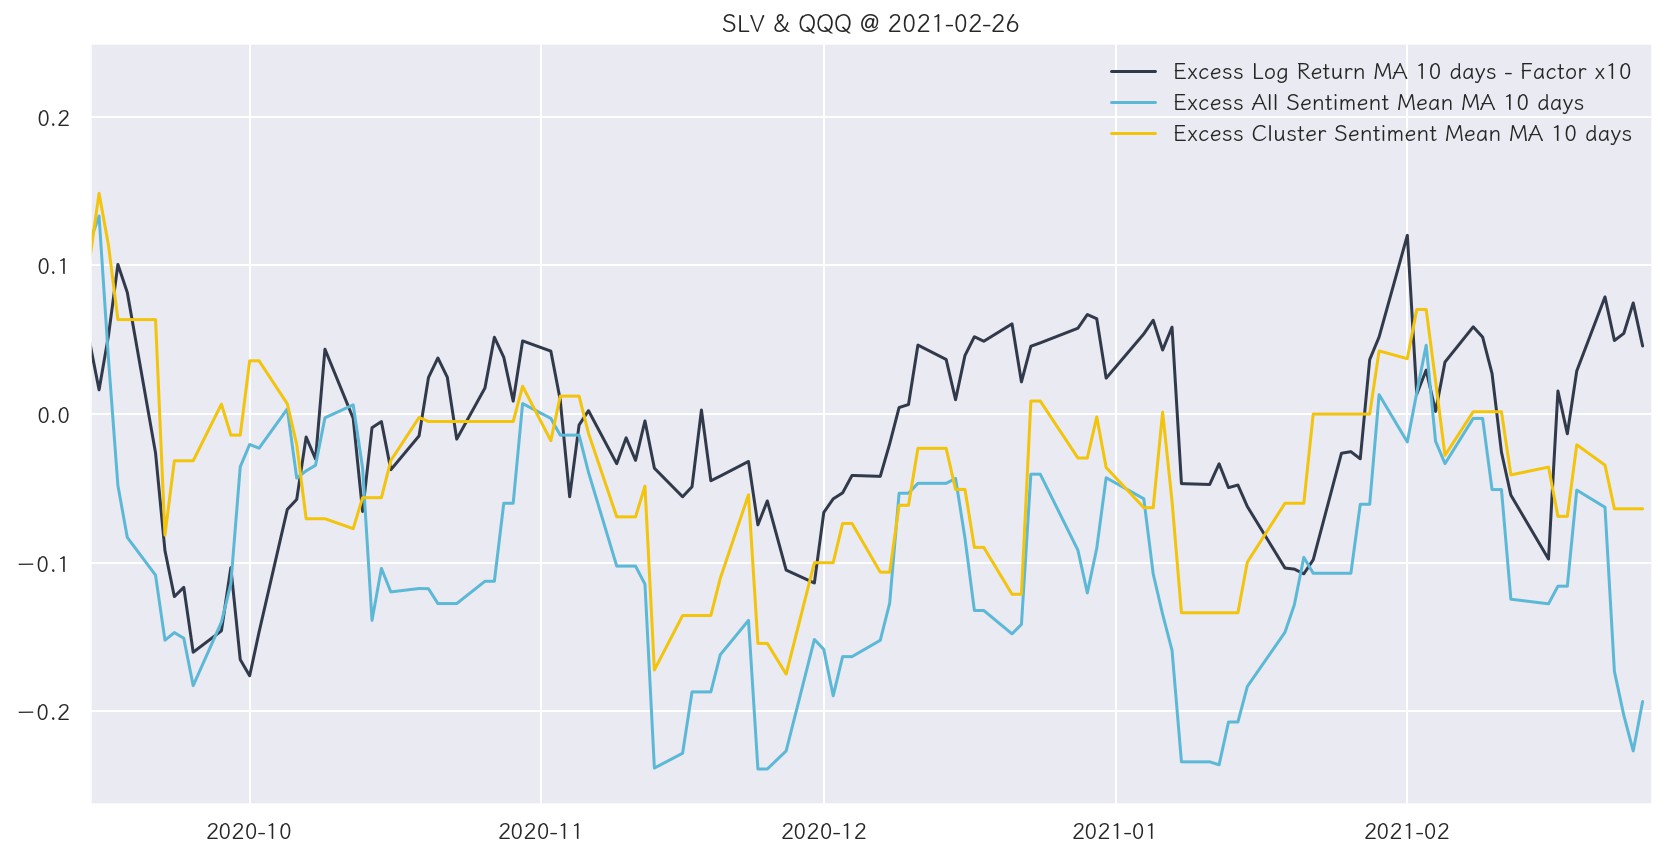 SLV & QQQ @ 2021-02-26
Excess Log Return MA 10 days - Factor x10
Excess All Sentiment Mean MA 10 days
Excess Cluster Sentiment Mean MA 10 days
0.2
0.1
0.0
−0.1
−0.2
2020-10
2020-11
2020-12
2021-01
2021-02